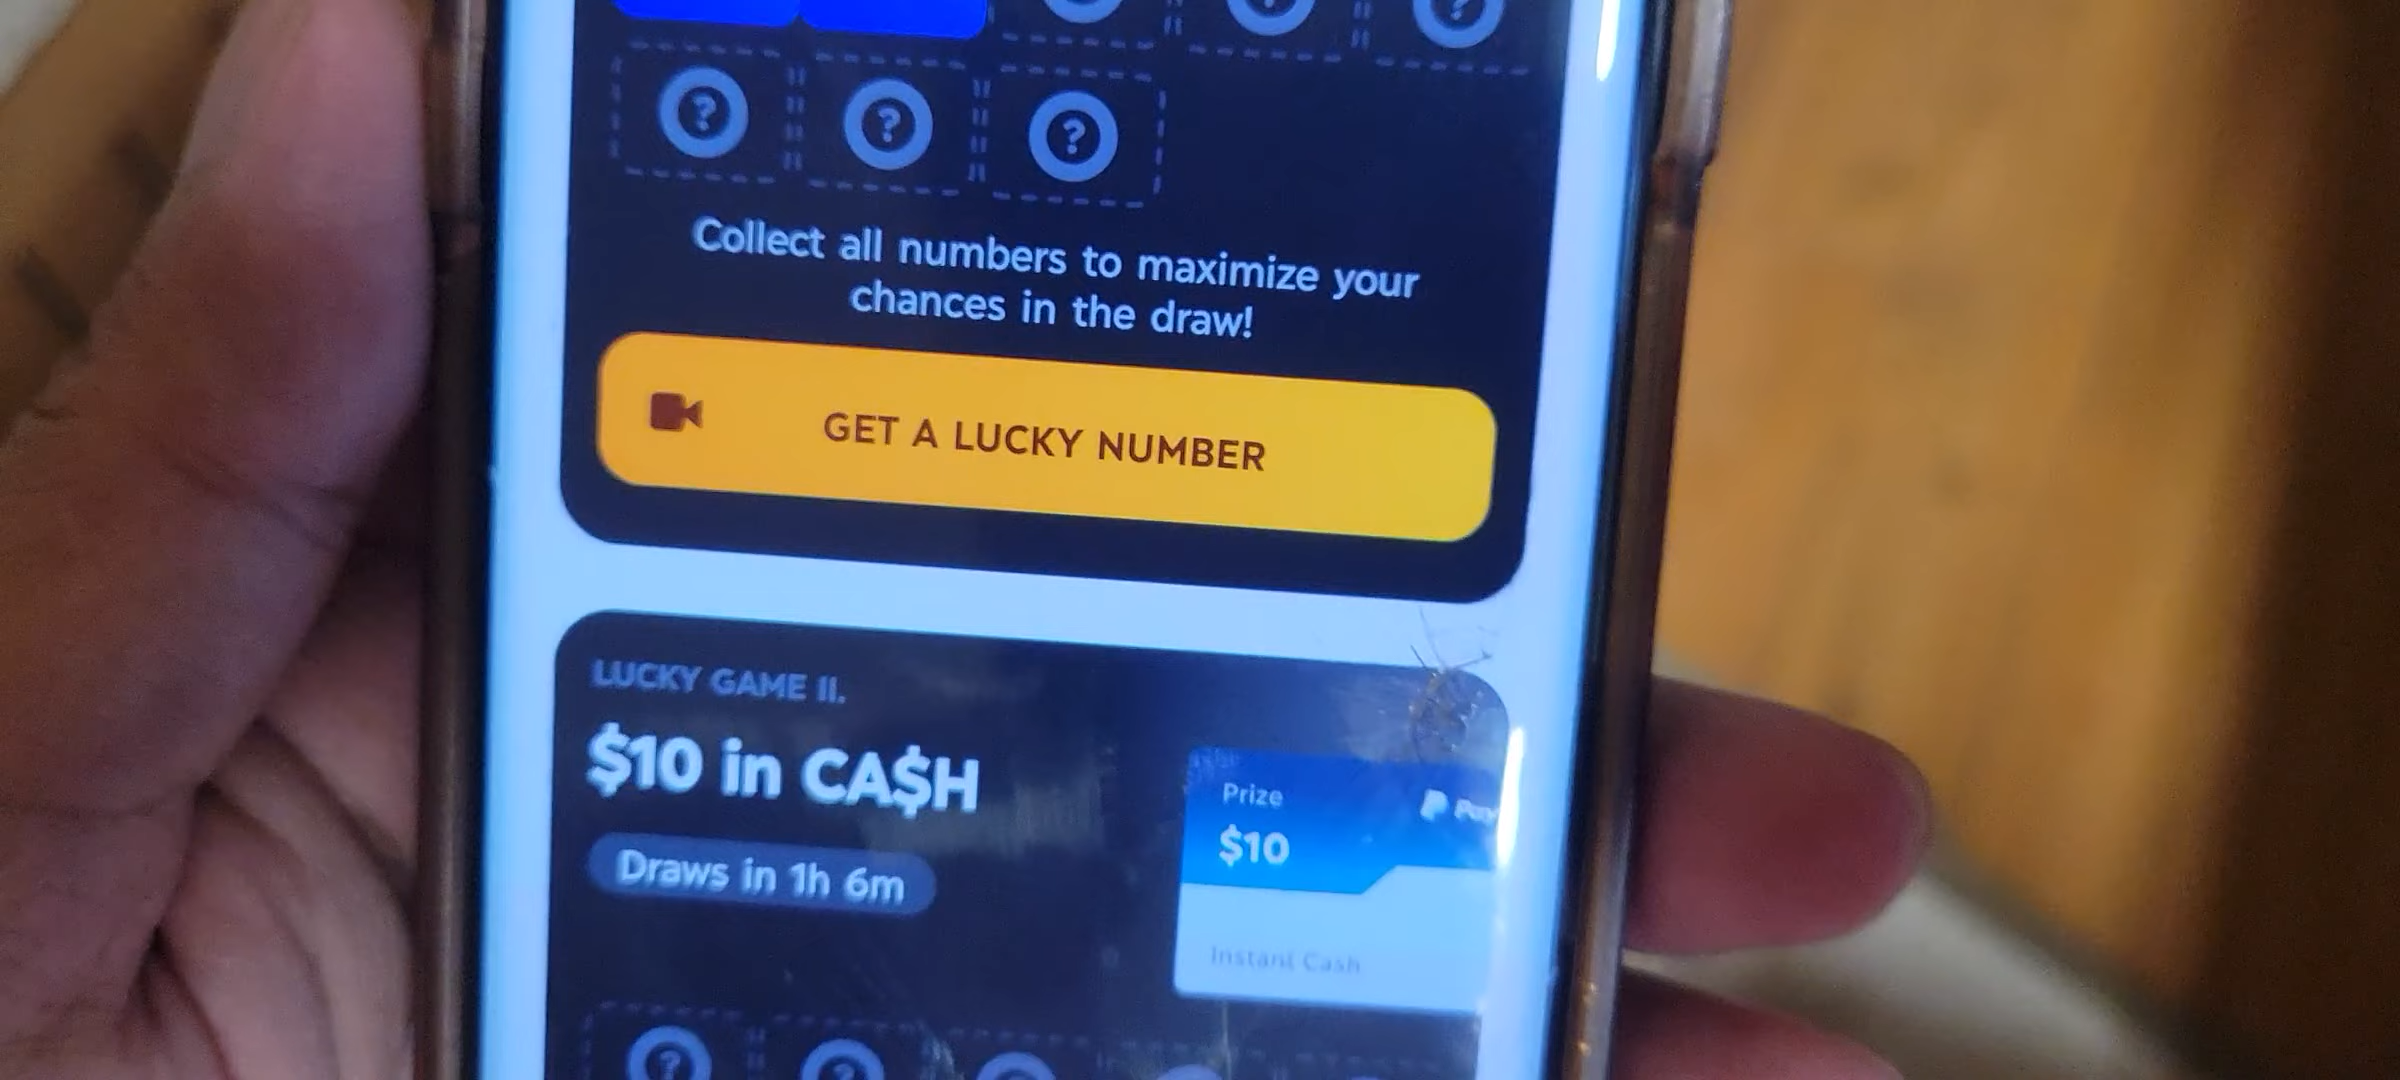 ? ? ?
Collect all numbers to maximize your
chances in the draw!
GET A LUCKY NUMBER
LUCKY GAME II.
$10 in CA$H
Draws in 1h 6m
Prize
$10
Instant Cash